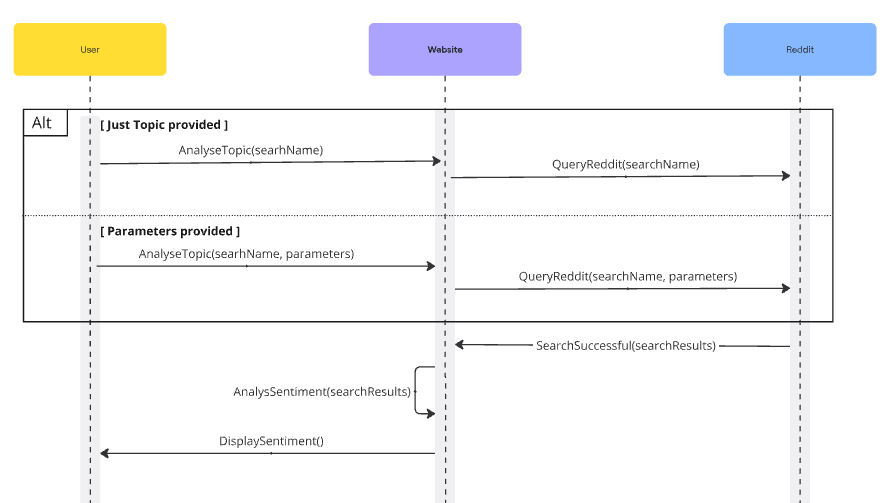 User
Website
Reddit
Alt
[ Just Topic provided ]
AnalyseTopic(searhName)
QueryReddit(searchName)
[ Parameters provided ]
AnalyseTopic(searhName, parameters)
QueryReddit(searchName, parameters)
SearchSuccessful(searchResults)
AnalysSentiment(searchResults)
DisplaySentiment()